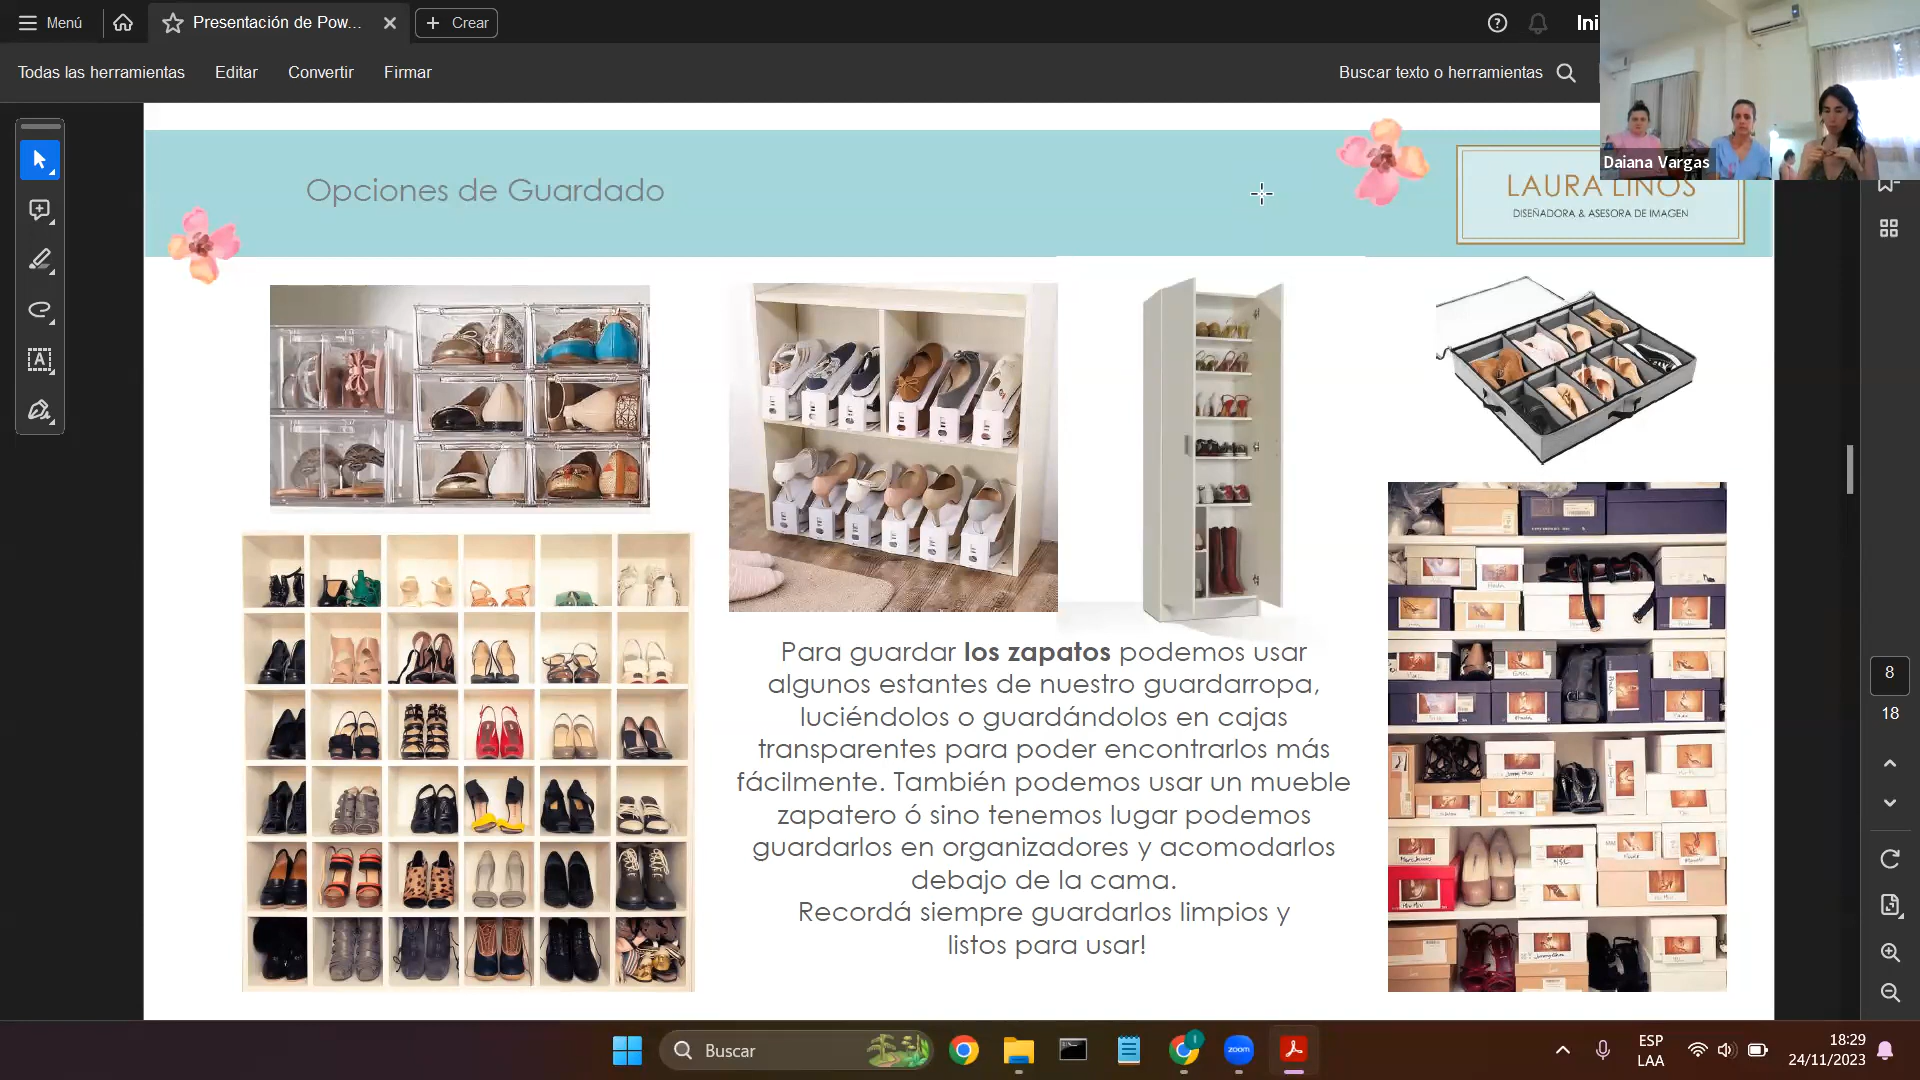 Menú
Presentación de Pow...
Crear
Ini
Todas las herramientas
Editar
Convertir
Firmar
Buscar texto o herramientas
Daiana Vargas
Opciones de Guardado
LAURA LINOS
DISEÑADORA & ASESORA DE IMAGEN
Para guardar los zapatos podemos usar
algunos estantes de nuestro guardarropa,
luciéndolos o guardándolos en cajas
transparentes para poder encontrarlos más
fácilmente. También podemos usar un mueble
zapatero ó sino tenemos lugar podemos
guardarlos en organizadores y acomodarlos
debajo de la cama.
Recordá siempre guardarlos limpios y
listos para usar!
8
18
Buscar
zoom
ESP
LAA
18:29
24/11/2023